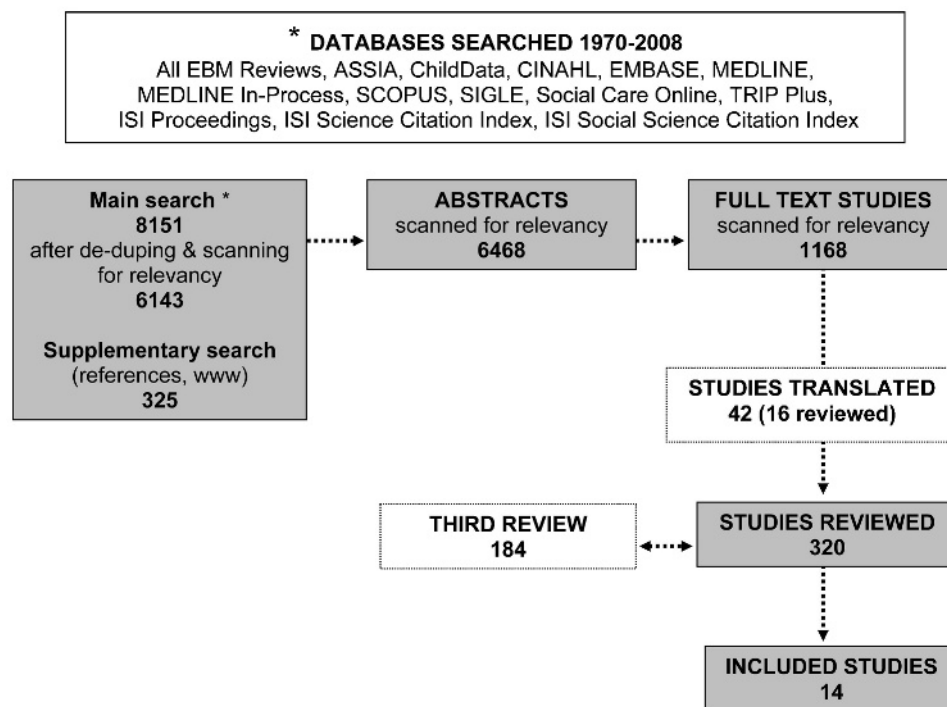 * DATABASES SEARCHED 1970-2008
All EBM Reviews, ASSIA, ChildData, CINAHL, EMBASE, MEDLINE,
MEDLINE In-Process, SCOPUS, SIGLE, Social Care Online, TRIP Plus,
ISI Proceedings, ISI Science Citation Index, ISI Social Science Citation Index
Main search *
8151
after de-duping & scanning
for relevancy
6143
Supplementary search
(references, www)
325
ABSTRACTS
scanned for relevancy
6468
FULL TEXT STUDIES
scanned for relevancy
1168
STUDIES TRANSLATED
42 (16 reviewed)
THIRD REVIEW
184
STUDIES REVIEWED
320
INCLUDED STUDIES
14